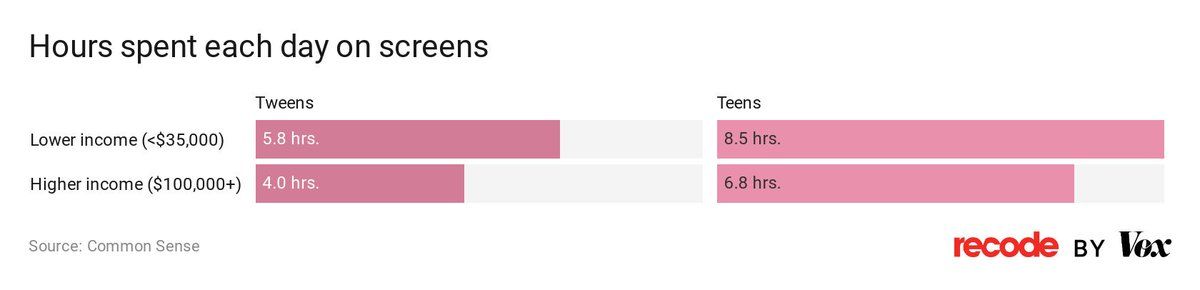 Hours spent each day on screens
Tweens Teens
Lower income (<$35,000) 5.8 hrs. 8.5 hrs.
Higher income ($100,000+) 4.0 hrs. 6.8 hrs.
Source: Common Sense
recode BY Vox